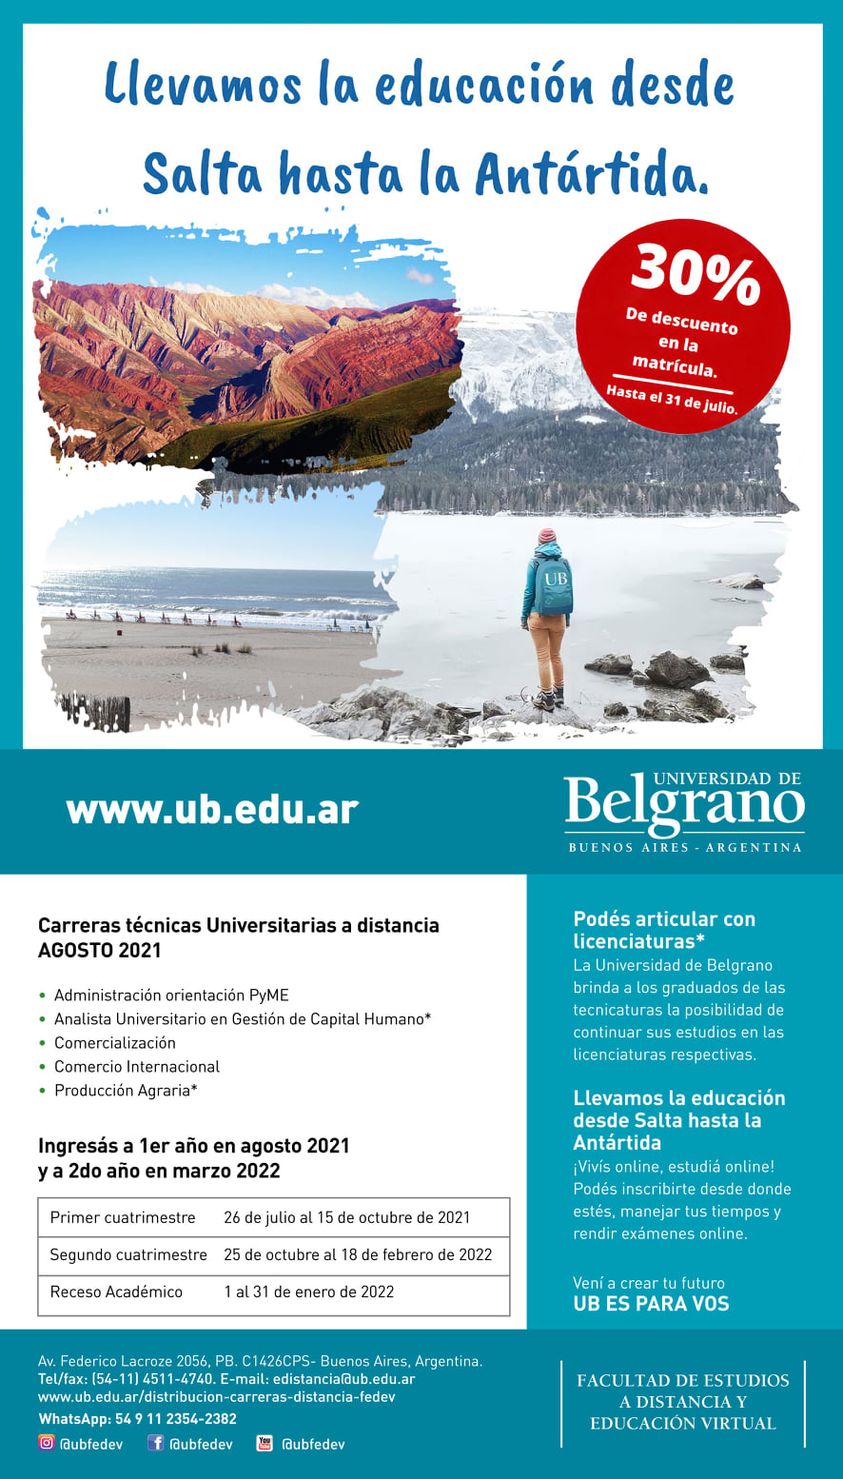 Llevamos la educación desde
Salta hasta la Antártida.
30%
De descuento
en la
matrícula.
Hasta el 31 de julio.
UB
www.ub.edu.ar
UNIVERSIDAD DE
Belgrano
BUENOS AIRES - ARGENTINA
Carreras técnicas Universitarias a distancia
AGOSTO 2021
• Administración orientación PyME
• Analista Universitario en Gestión de Capital Humano*
• Comercialización
• Comercio Internacional
• Producción Agraria*
Ingresás a 1er año en agosto 2021
y a 2do año en marzo 2022
Primer cuatrimestre 26 de julio al 15 de octubre de 2021
Segundo cuatrimestre 25 de octubre al 18 de febrero de 2022
Receso Académico 1 al 31 de enero de 2022
Podés articular con
licenciaturas*
La Universidad de Belgrano
brinda a los graduados de las
tecnicaturas la posibilidad de
continuar sus estudios en las
licenciaturas respectivas.
Llevamos la educación
desde Salta hasta la
Antártida
¡Vivís online, estudiá online!
Podés inscribirte desde donde
estés, manejar tus tiempos y
rendir exámenes online.
Vení a crear tu futuro
UB ES PARA VOS
Av. Federico Lacroze 2056, PB. C1426CPS- Buenos Aires, Argentina.
Tel/fax: (54-11) 4511-4740. E-mail: edistancia@ub.edu.ar
www.ub.edu.ar/distribucion-carreras-distancia-fedev
WhatsApp: 54 9 11 2354-2382
@ubfedev @ubfedev You Tube @ubfedev
FACULTAD DE ESTUDIOS
A DISTANCIA Y
EDUCACIÓN VIRTUAL